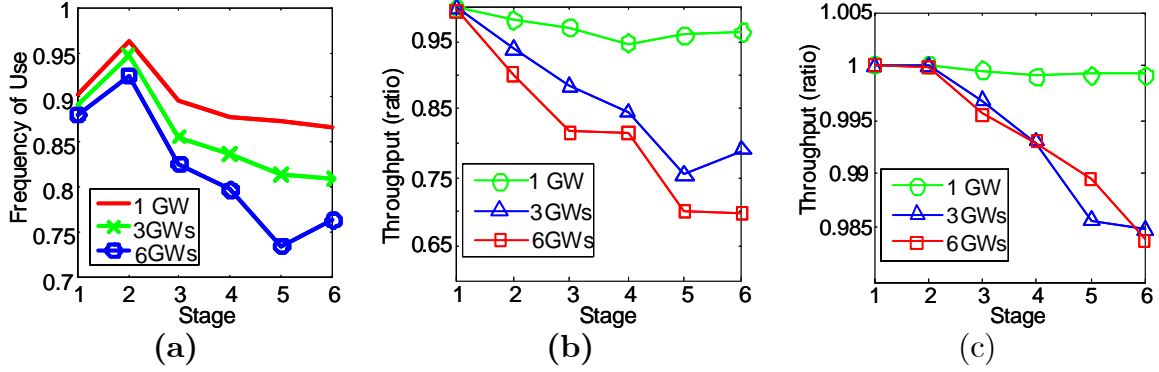 1
0.95
0.9
0.85
0.8
0.75
0.7
Frequency of Use
1 GW
3GWs
6GWs
1 2 3 4 5 6
Stage
(a)
0.95
0.85
0.75
0.65
Throughput (ratio)
1 GW
3GWs
6GWs
1 2 3 4 5 6
Stage
(b)
1.005
1
0.995
0.99
0.985
Throughput (ratio)
1 GW
3GWs
6GWs
1 2 3 4 5 6
Stage
(c)